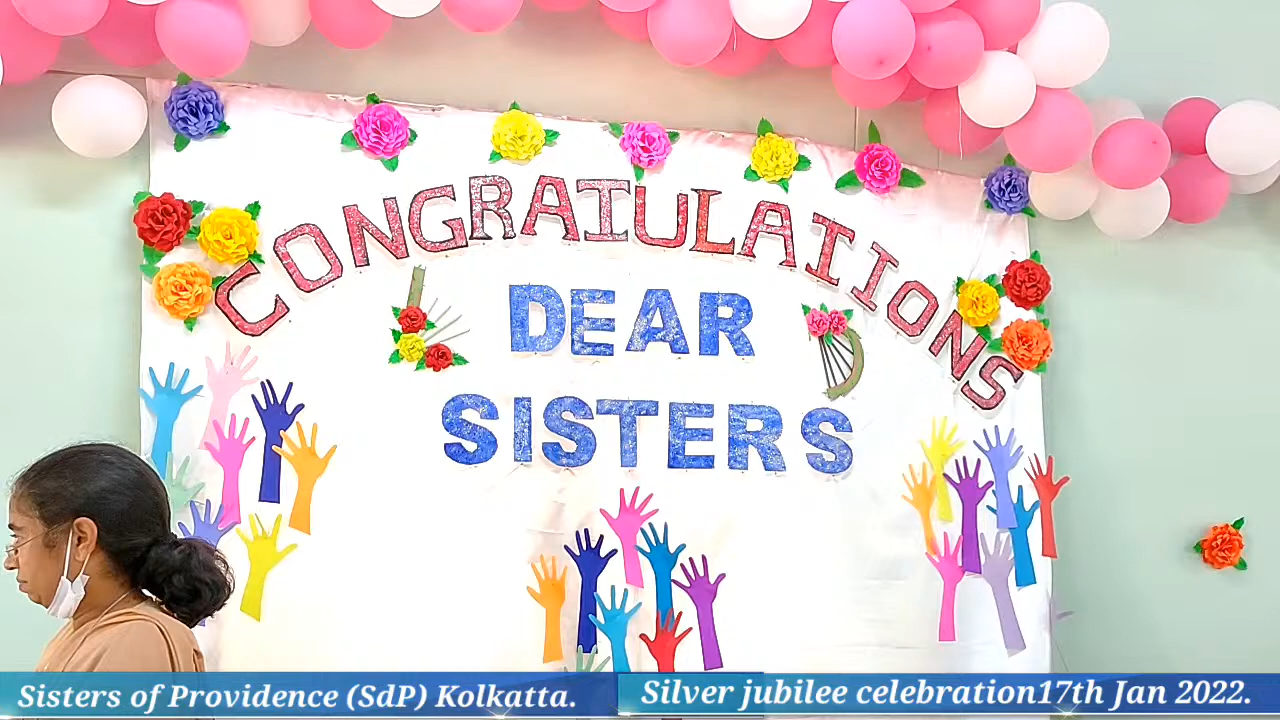 CONGRATULATIONS
DEAR
SISTERS
Sisters of Providence (SdP) Kolkatta.
Silver jubilee celebration17th Jan 2022.